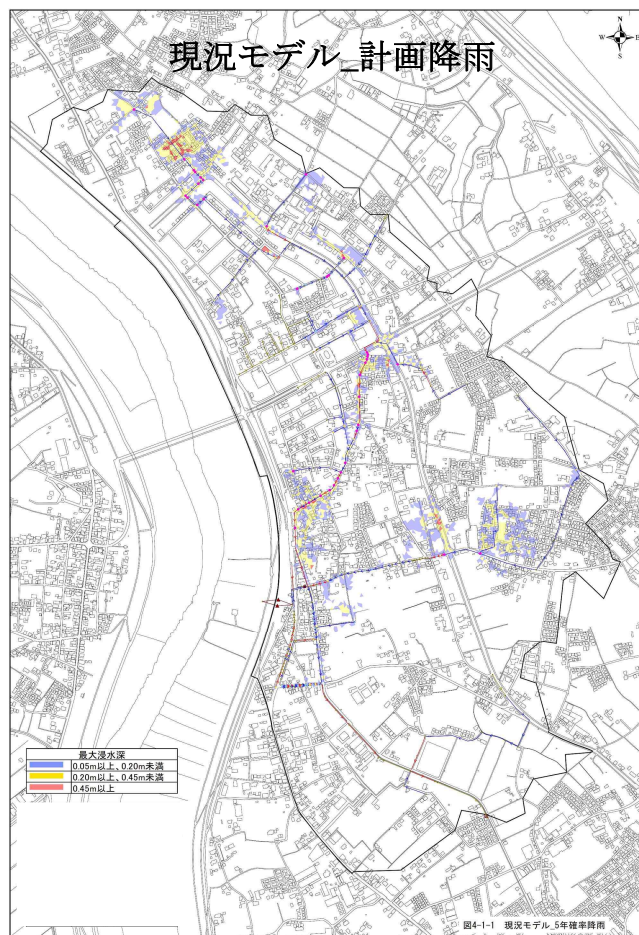 N
W E
S
現況モデル_計画降雨
最大浸水深
0.05m以上、0.20m未満
0.20m以上、0.45m未満
0.45m以上
図4-1-1 現況モデル_5年確率降雨